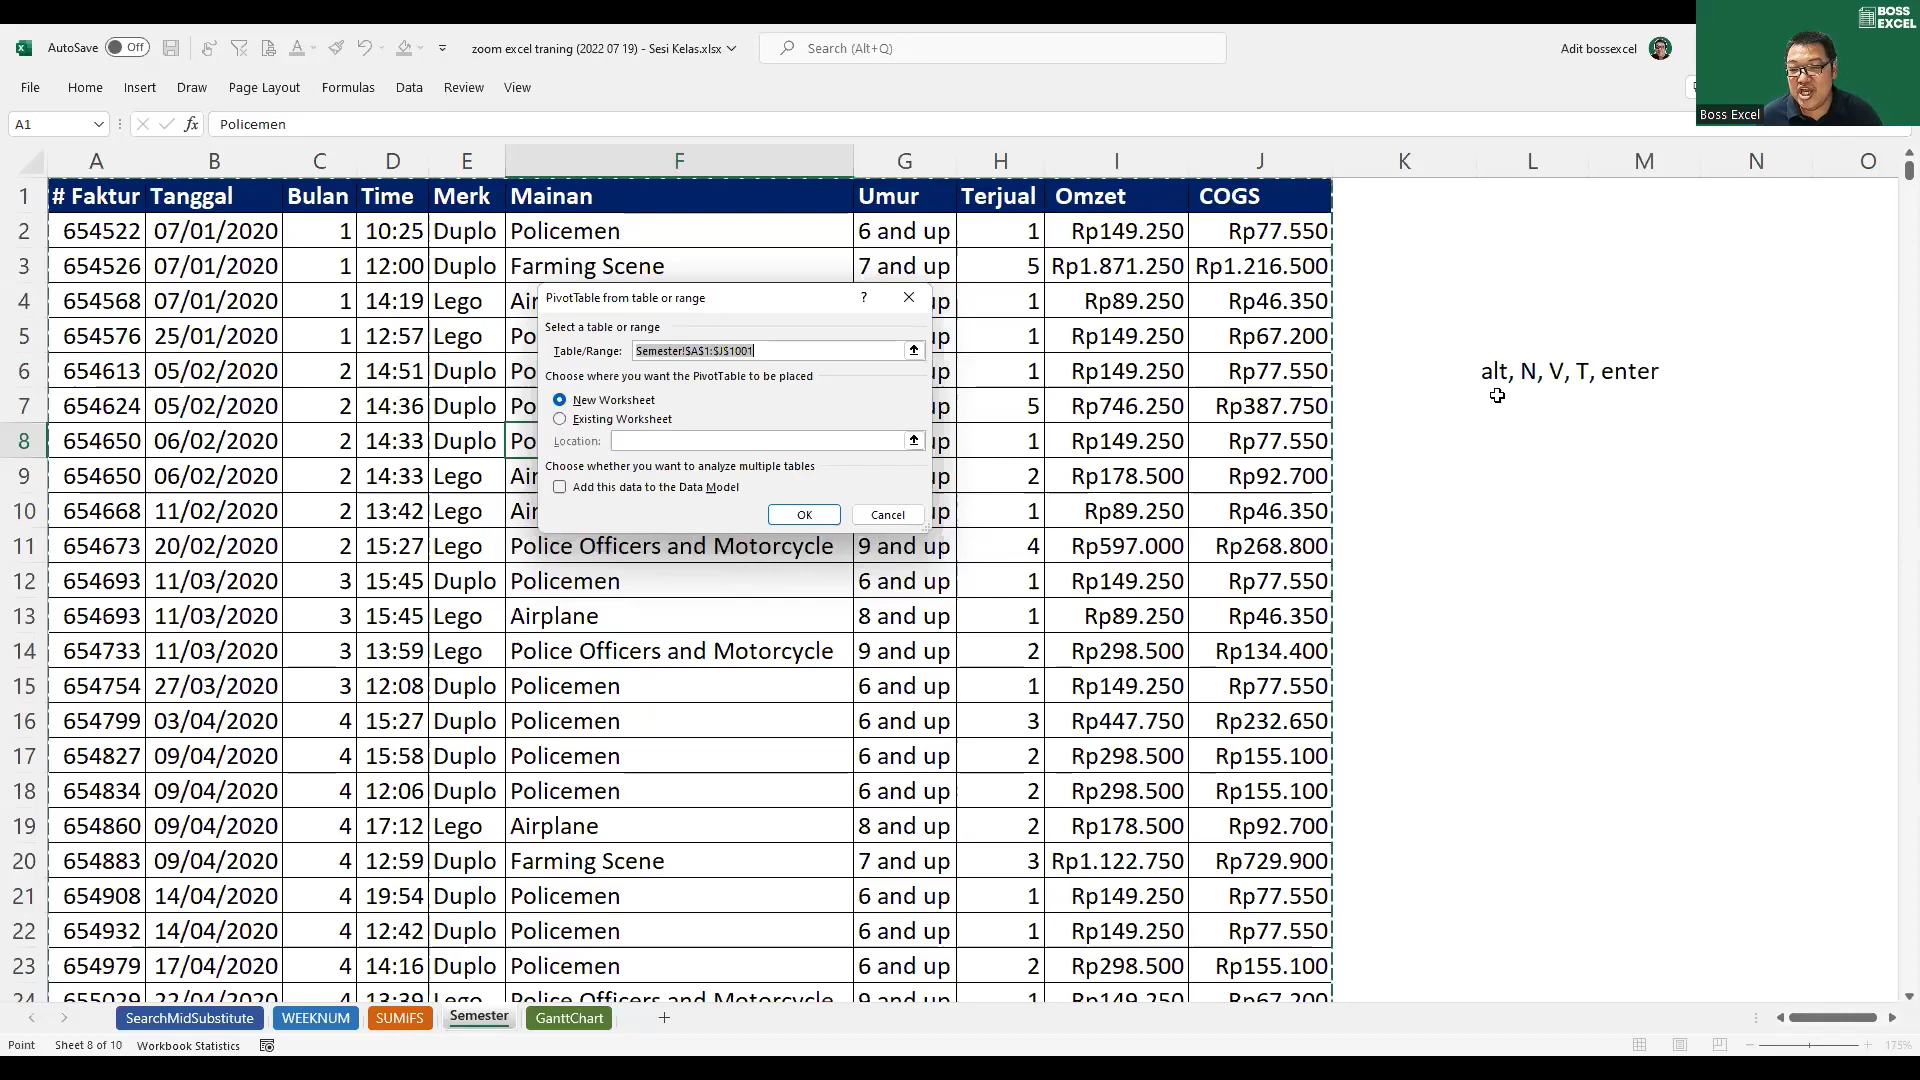 BOSS
EXCEL
AutoSave Off zoom excel traning (2022 07 19) - Sesi Kelas.xlsx Search (Alt+Q) Adit bossexcel
File Home Insert Draw Page Layout Formulas Data Review View
Boss Excel
A1 fx Policemen
A B C D E F G H I J K L M N O
1 # Faktur Tanggal Bulan Time Merk Mainan Umur Terjual Omzet COGS
2 654522 07/01/2020 1 10:25 Duplo Policemen 6 and up 1 Rp149.250 Rp77.550
3 654526 07/01/2020 1 12:00 Duplo Farming Scene 7 and up 5 Rp1.871.250 Rp1.216.500
4 654568 07/01/2020 1 14:19 Lego Air up 1 Rp89.250 Rp46.350
5 654576 25/01/2020 1 12:57 Lego Po up 1 Rp149.250 Rp67.200
6 654613 05/02/2020 2 14:51 Duplo Po up 1 Rp149.250 Rp77.550
7 654624 05/02/2020 2 14:36 Duplo Po up 5 Rp746.250 Rp387.750
8 654650 06/02/2020 2 14:33 Duplo Po up 1 Rp149.250 Rp77.550
9 654650 06/02/2020 2 14:33 Lego Air up 2 Rp178.500 Rp92.700
10 654668 11/02/2020 2 13:42 Lego Air up 1 Rp89.250 Rp46.350
11 654673 20/02/2020 2 15:27 Lego Police Officers and Motorcycle 9 and up 4 Rp597.000 Rp268.800
12 654693 11/03/2020 3 15:45 Duplo Policemen 6 and up 1 Rp149.250 Rp77.550
13 654693 11/03/2020 3 15:45 Lego Airplane 8 and up 1 Rp89.250 Rp46.350
14 654733 11/03/2020 3 13:59 Lego Police Officers and Motorcycle 9 and up 2 Rp298.500 Rp134.400
15 654754 27/03/2020 3 12:08 Duplo Policemen 6 and up 1 Rp149.250 Rp77.550
16 654799 03/04/2020 4 15:27 Duplo Policemen 6 and up 3 Rp447.750 Rp232.650
17 654827 09/04/2020 4 15:58 Duplo Policemen 6 and up 2 Rp298.500 Rp155.100
18 654834 09/04/2020 4 12:06 Duplo Policemen 6 and up 2 Rp298.500 Rp155.100
19 654860 09/04/2020 4 17:12 Lego Airplane 8 and up 2 Rp178.500 Rp92.700
20 654883 09/04/2020 4 12:59 Duplo Farming Scene 7 and up 3 Rp1.122.750 Rp729.900
21 654908 14/04/2020 4 19:54 Duplo Policemen 6 and up 1 Rp149.250 Rp77.550
22 654932 14/04/2020 4 12:42 Duplo Policemen 6 and up 1 Rp149.250 Rp77.550
23 654979 17/04/2020 4 14:16 Duplo Policemen 6 and up 2 Rp298.500 Rp155.100
24 655029 22/04/2020 4 13:39 Lego Police Officers and Motorcycle 9 and up 1 Rp149.250 Rp67.200
PivotTable from table or range ?
Select a table or range
Table/Range: Semester!$A$1:$J$1001
Choose where you want the PivotTable to be placed
New Worksheet
Existing Worksheet
Location:
Choose whether you want to analyze multiple tables
Add this data to the Data Model
OK Cancel
alt, N, V, T, enter
SearchMidSubstitute WEEKNUM SUMIFS Semester GanttChart
Point Sheet 8 of 10 Workbook Statistics 175%